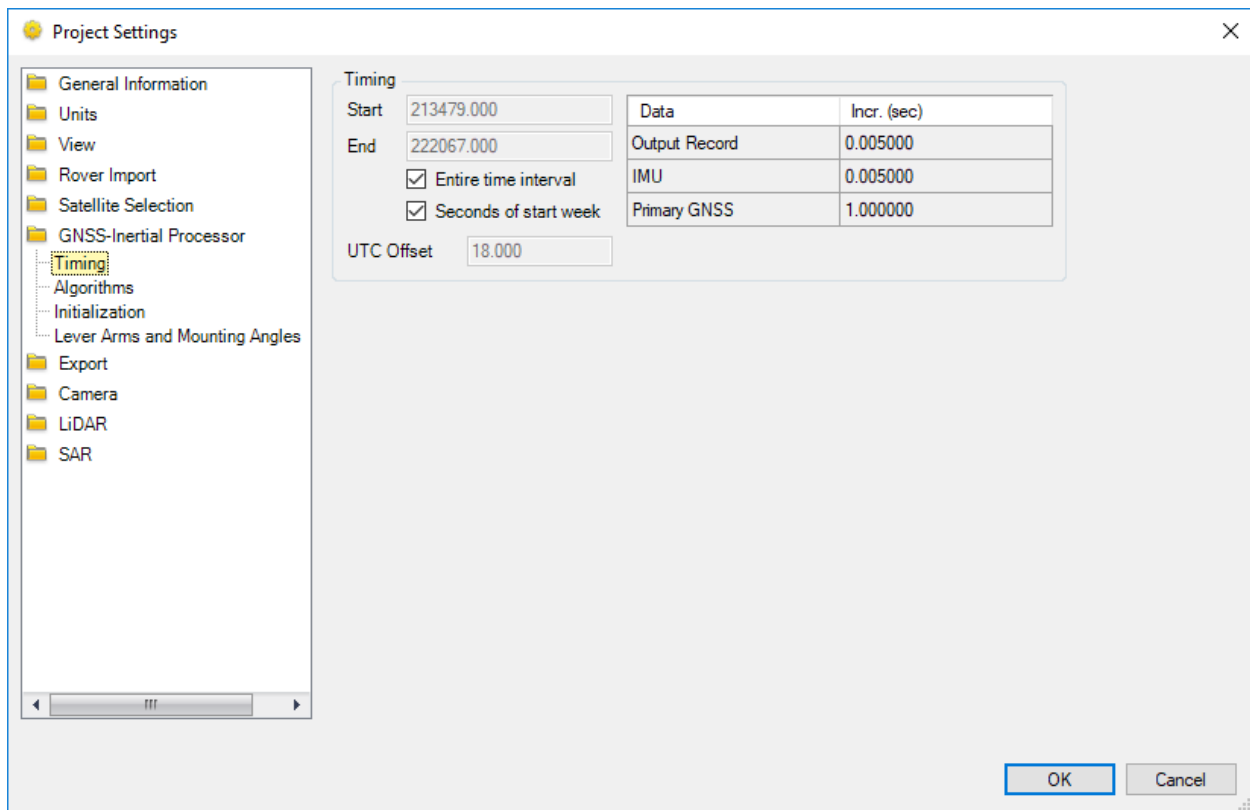 Project Settings
General Information
Units
View
Rover Import
Satellite Selection
GNSS-Inertial Processor
Timing
Algorithms
Initialization
Lever Arms and Mounting Angles
Export
Camera
LiDAR
SAR
Timing
Start 213479.000
End 222067.000
Entire time interval
Seconds of start week
UTC Offset 18.000
Data Incr. (sec)
Output Record 0.005000
IMU 0.005000
Primary GNSS 1.000000
OK Cancel